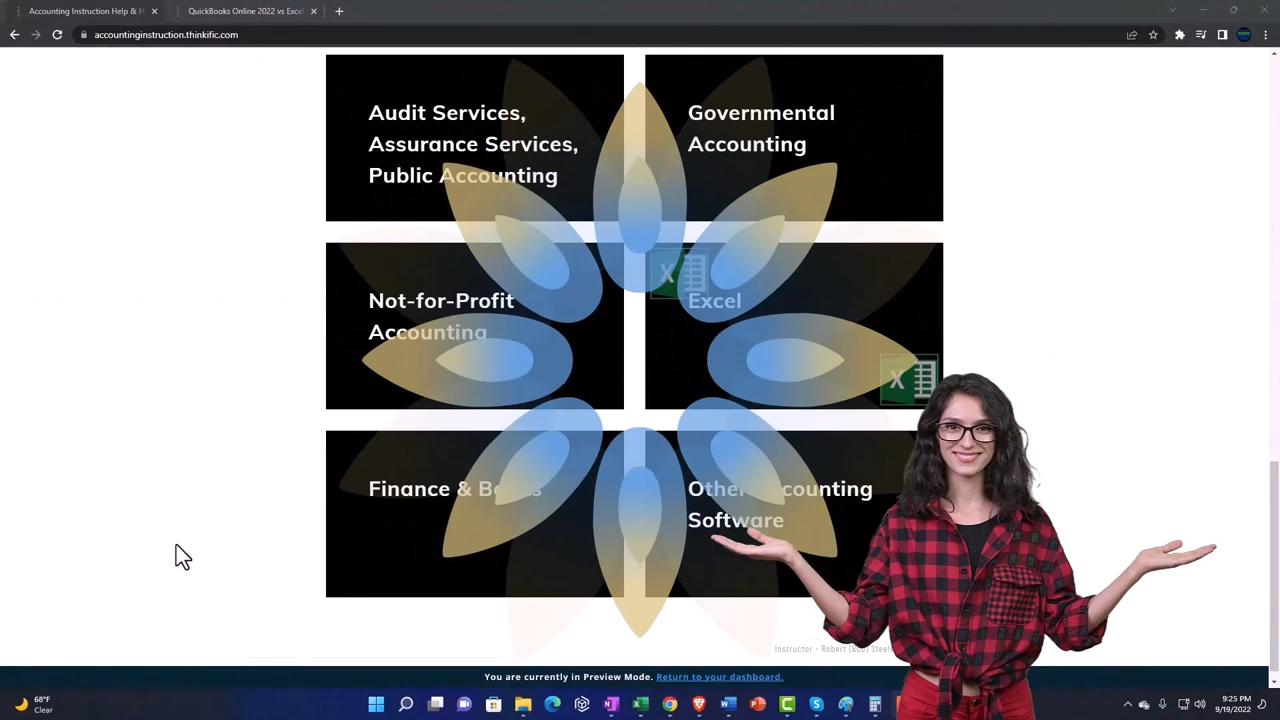 Accounting Instruction Help & H
QuickBooks Online 2022 vs Excel
accountinginstruction.thinkific.com
Audit Services,
Assurance Services,
Public Accounting
Governmental
Accounting
Not-for-Profit
Accounting
Excel
Finance &
Other Accounting
Software
Instructor - Robert (Bob) Steele
You are currently in Preview Mode. Return to your dashboard.
68°F
Clear
9:25 PM
9/19/2022